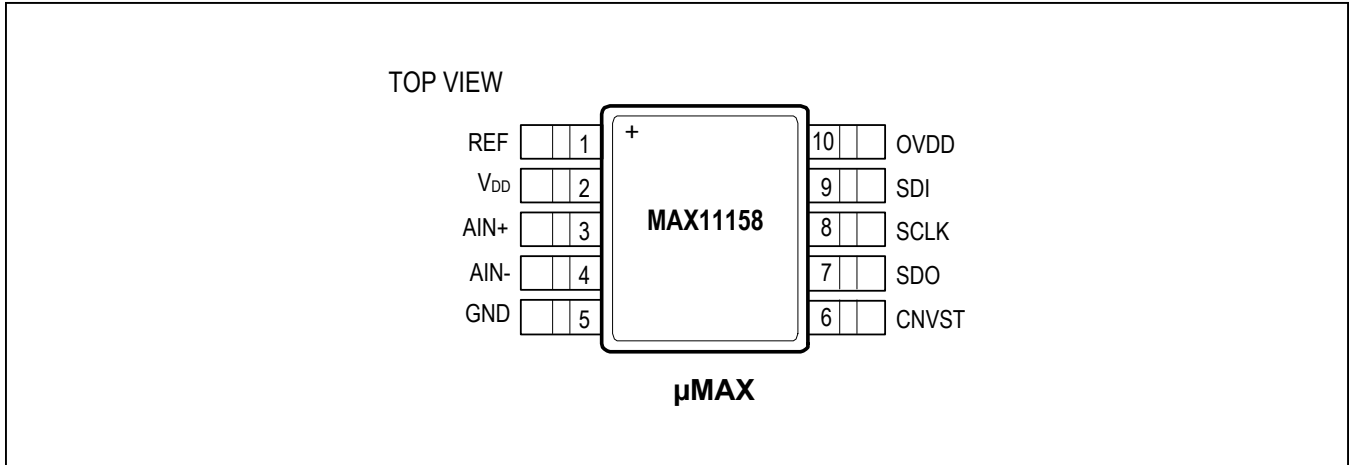 TOP VIEW
REF 1
VDD 2
AIN+ 3
AIN- 4
GND 5
+
MAX11158
10 OVDD
9 SDI
8 SCLK
7 SDO
6 CNVST
µMAX